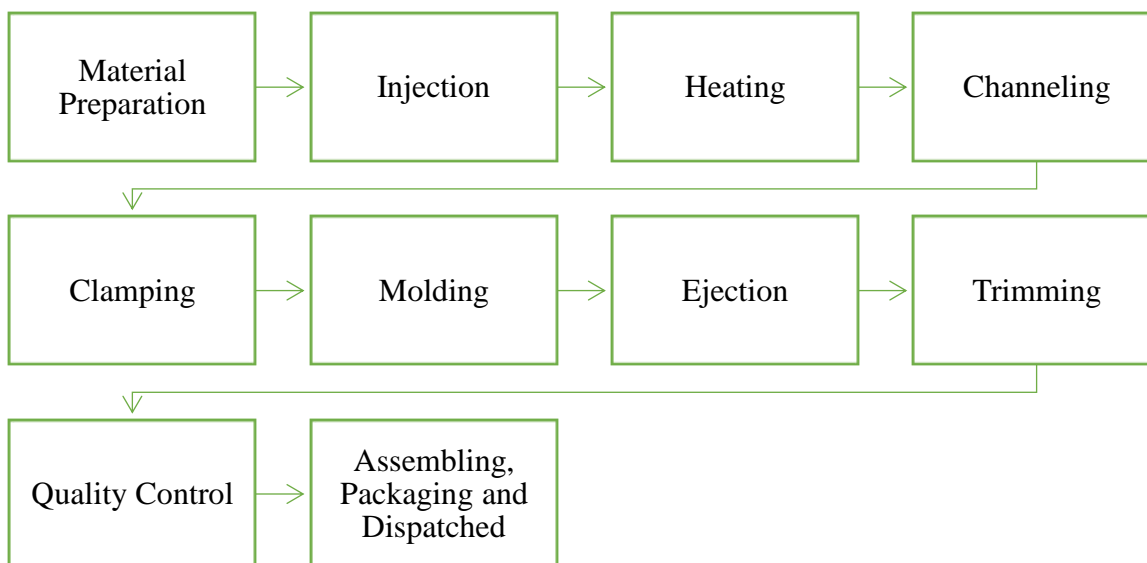 Material
Preparation
Injection
Heating
Channeling
Clamping
Molding
Ejection
Trimming
Quality Control
Assembling,
Packaging and
Dispatched